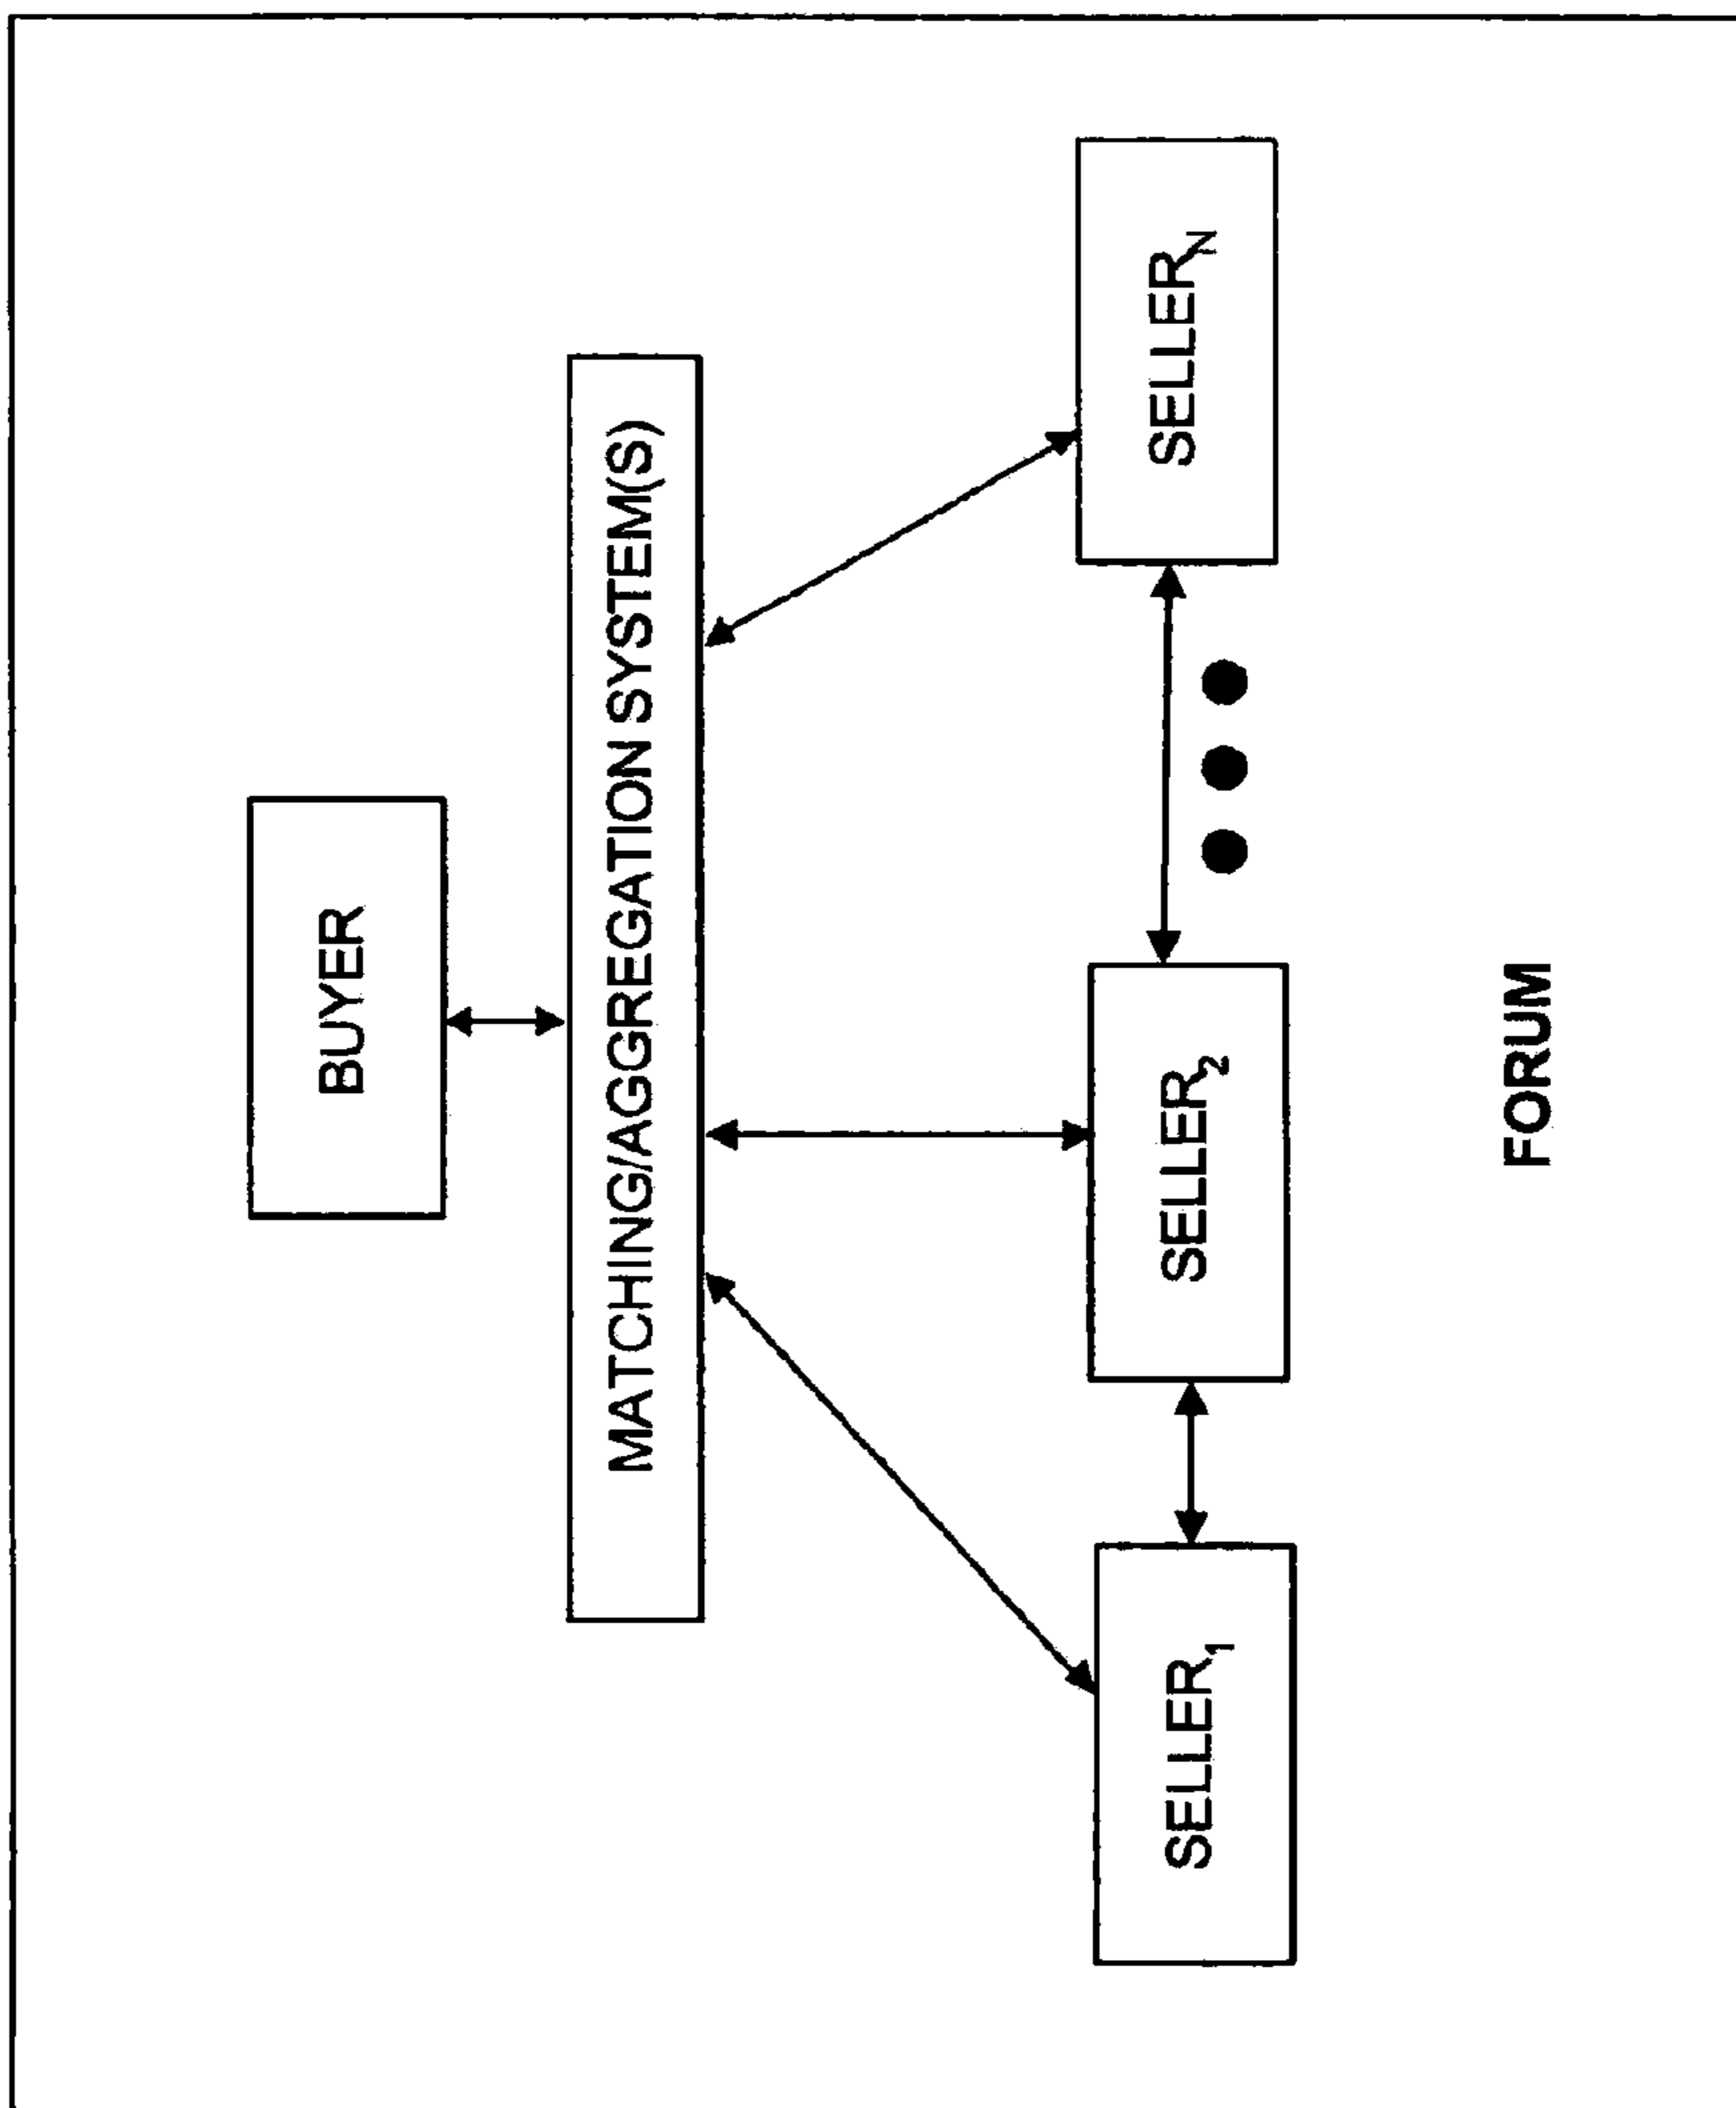 BUYER
MATCHING/AGGREGATION SYSTEM(S)
SELLER1
SELLER2
SELLERN
FORUM